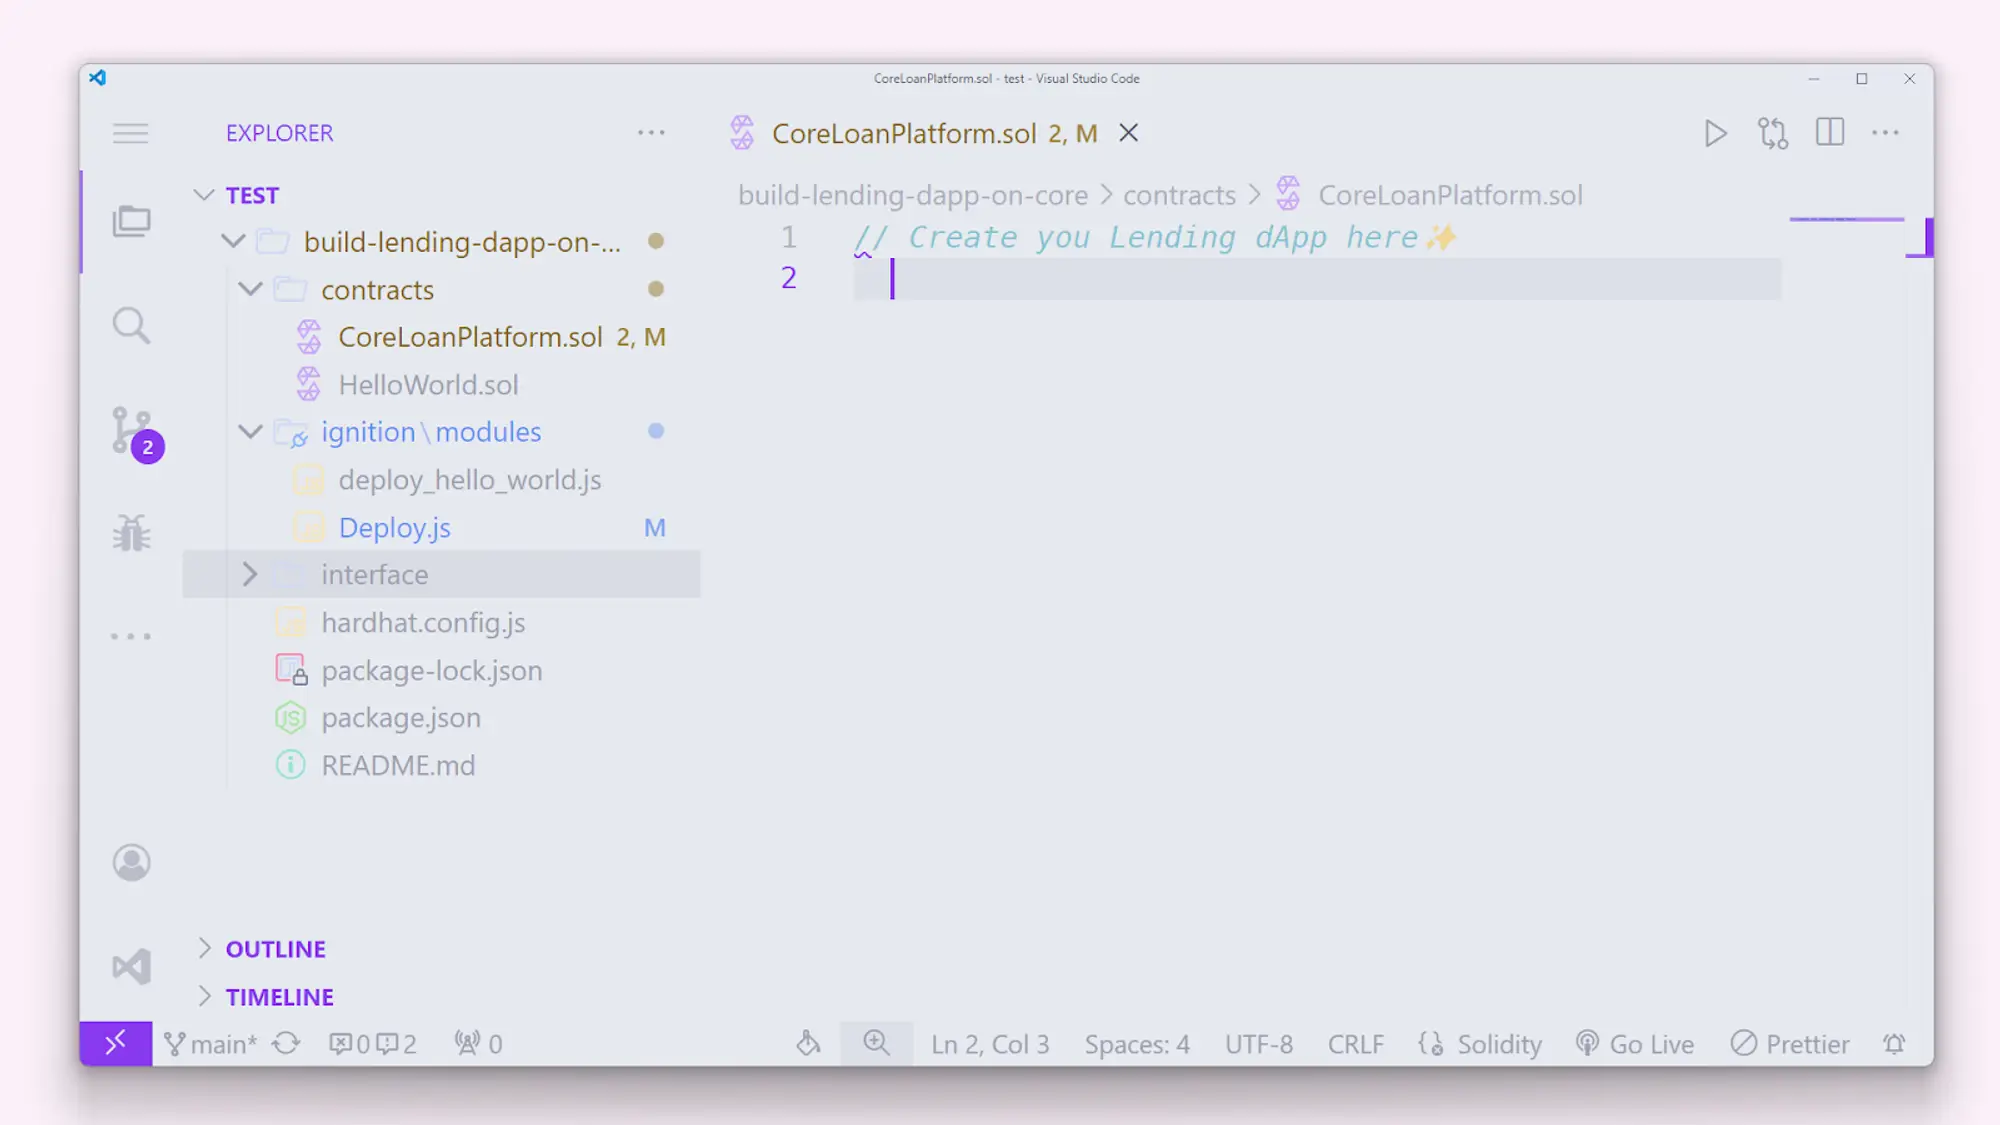 CoreLoanPlatform.sol - test - Visual Studio Code
EXPLORER
CoreLoanPlatform.sol 2, M
TEST
build-lending-dapp-on-core > contracts > CoreLoanPlatform.sol
build-lending-dapp-on-...
contracts
CoreLoanPlatform.sol 2, M
HelloWorld.sol
ignition\modules
deploy_hello_world.js
Deploy.js M
interface
hardhat.config.js
package-lock.json
package.json
README.md
1 // Create you Lending dApp here✨
2
2
OUTLINE
TIMELINE
main* 0 2 0 Ln 2, Col 3 Spaces: 4 UTF-8 CRLF Solidity Go Live Prettier